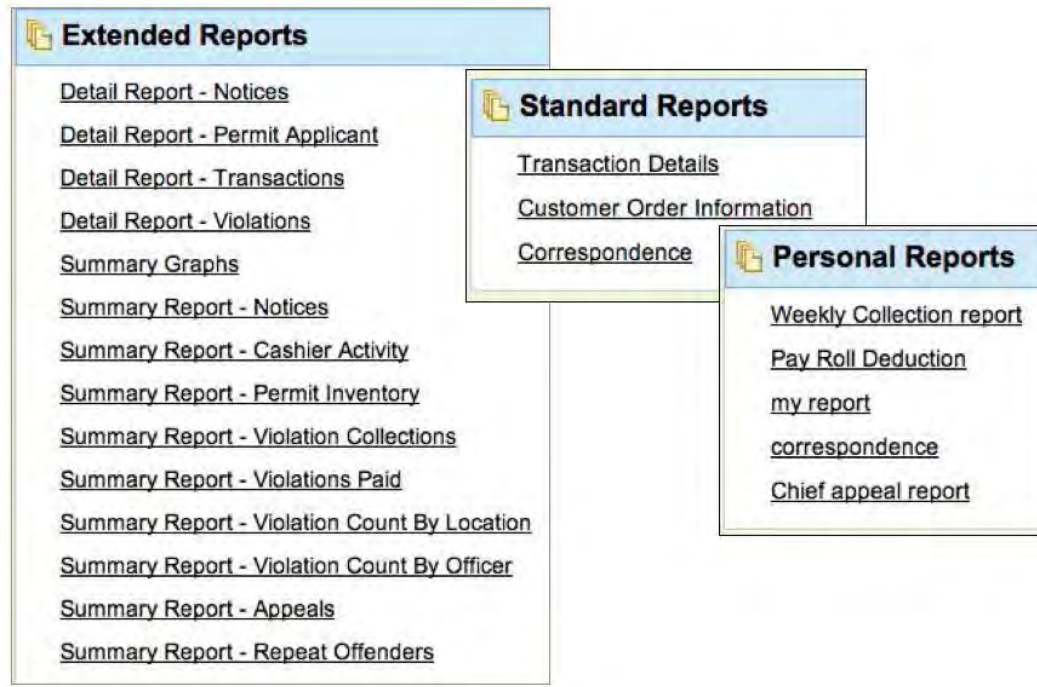 Extended Reports
Detail Report - Notices
Detail Report - Permit Applicant
Detail Report - Transactions
Detail Report - Violations
Summary Graphs
Summary Report - Notices
Summary Report - Cashier Activity
Summary Report - Permit Inventory
Summary Report - Violation Collections
Summary Report - Violations Paid
Summary Report - Violation Count By Location
Summary Report - Violation Count By Officer
Summary Report - Appeals
Summary Report - Repeat Offenders
Standard Reports
Transaction Details
Customer Order Information
Correspondence
Personal Reports
Weekly Collection report
Pay Roll Deduction
my report
correspondence
Chief appeal report